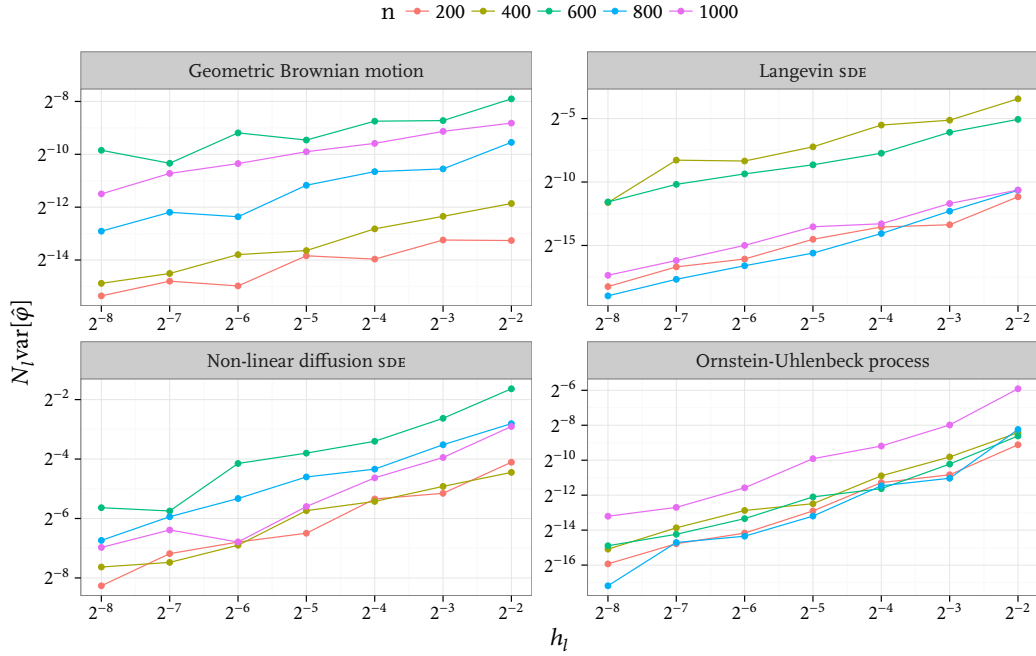 n 200 400 600 800 1000
Geometric Brownian motion
2⁻⁸
2⁻¹⁰
2⁻¹²
2⁻¹⁴
2⁻⁸ 2⁻⁷ 2⁻⁶ 2⁻⁵ 2⁻⁴ 2⁻³ 2⁻²
Langevin SDE
2⁻⁵
2⁻¹⁰
2⁻¹⁵
2⁻⁸ 2⁻⁷ 2⁻⁶ 2⁻⁵ 2⁻⁴ 2⁻³ 2⁻²
N_l var[φ̂]
Non-linear diffusion SDE
2⁻²
2⁻⁴
2⁻⁶
2⁻⁸
2⁻⁸ 2⁻⁷ 2⁻⁶ 2⁻⁵ 2⁻⁴ 2⁻³ 2⁻²
Ornstein-Uhlenbeck process
2⁻⁶
2⁻⁸
2⁻¹⁰
2⁻¹²
2⁻¹⁴
2⁻¹⁶
2⁻⁸ 2⁻⁷ 2⁻⁶ 2⁻⁵ 2⁻⁴ 2⁻³ 2⁻²
h_l